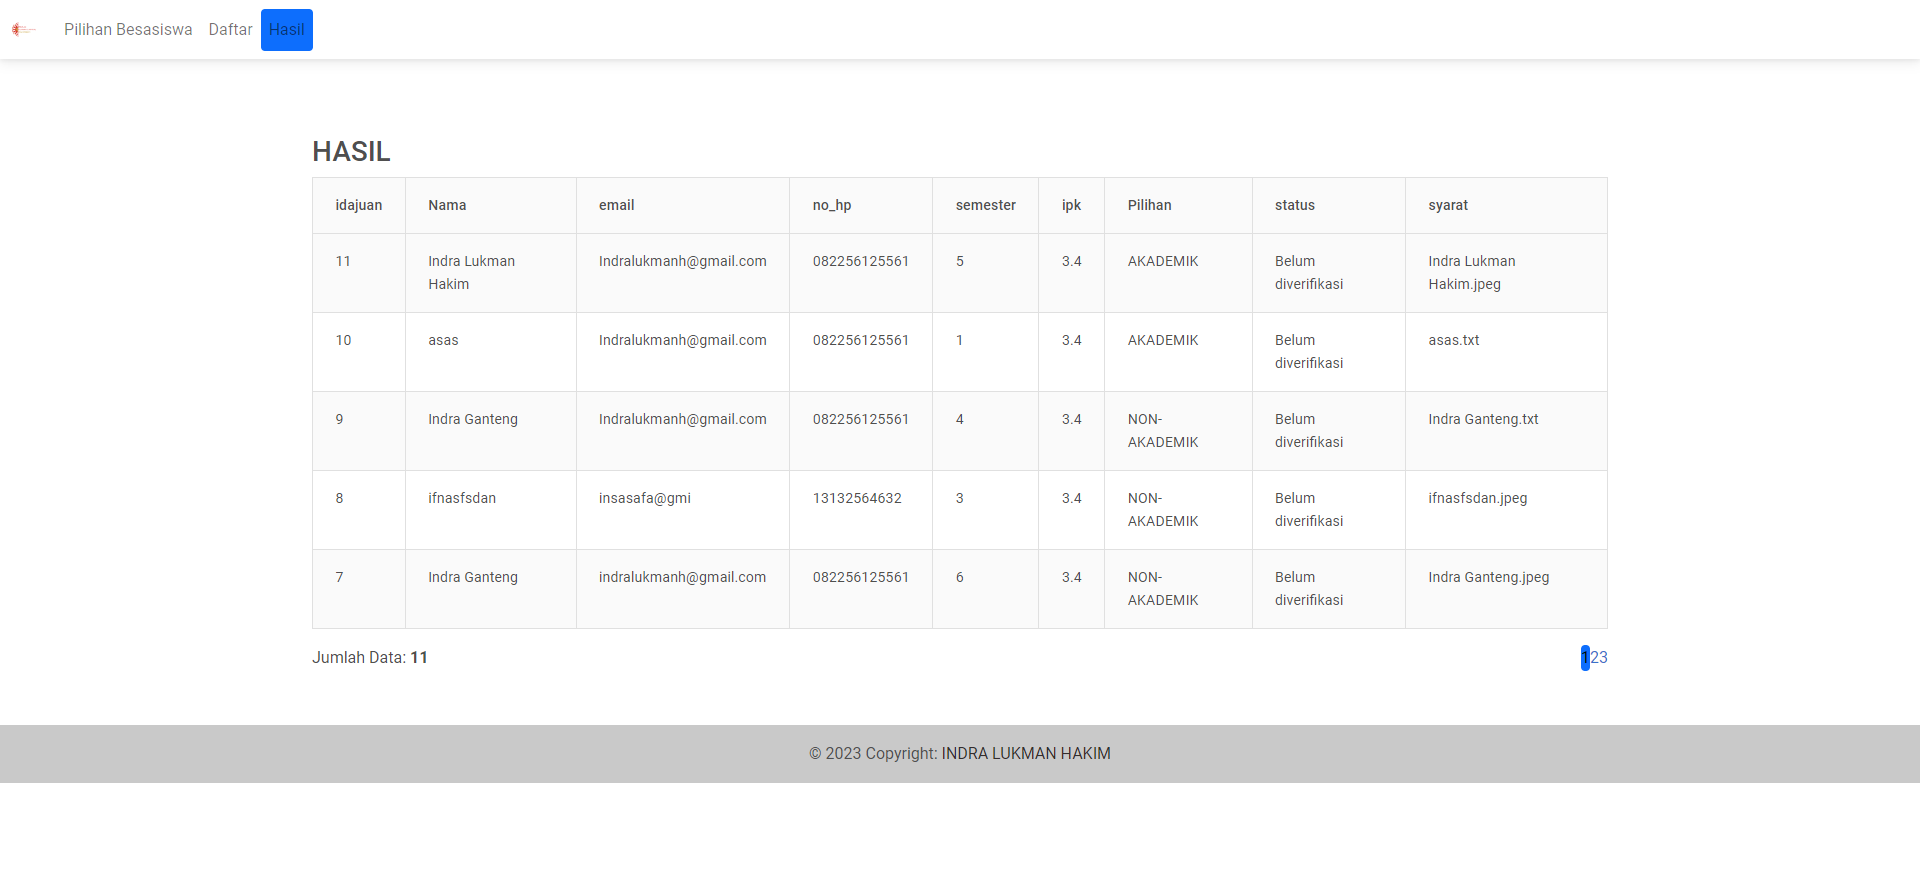 Pilihan Besasiswa Daftar Hasil
HASIL
idajuan Nama email no_hp semester ipk Pilihan status syarat
11 Indra Lukman Indralukmanh@gmail.com 082256125561 5 3.4 AKADEMIK Belum Indra Lukman
Hakim diverifikasi Hakim.jpeg
10 asas Indralukmanh@gmail.com 082256125561 1 3.4 AKADEMIK Belum asas.txt
diverifikasi
9 Indra Ganteng Indralukmanh@gmail.com 082256125561 4 3.4 NON- Belum Indra Ganteng.txt
AKADEMIK diverifikasi
8 ifnasfsdan insasafa@gmi 13132564632 3 3.4 NON- Belum ifnasfsdan.jpeg
AKADEMIK diverifikasi
7 Indra Ganteng indralukmanh@gmail.com 082256125561 6 3.4 NON- Belum Indra Ganteng.jpeg
AKADEMIK diverifikasi
Jumlah Data: 11 123
© 2023 Copyright: INDRA LUKMAN HAKIM